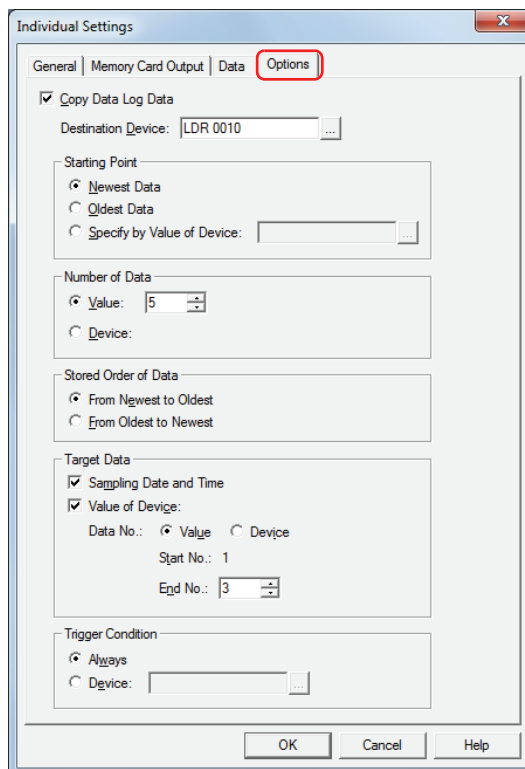 Individual Settings
General Memory Card Output Data Options
Copy Data Log Data
Destination Device: LDR 0010 ...
Starting Point
Newest Data
Oldest Data
Specify by Value of Device: ...
Number of Data
Value: 5
Device:
Stored Order of Data
From Newest to Oldest
From Oldest to Newest
Target Data
Sampling Date and Time
Value of Device:
Data No.: Value Device
Start No.: 1
End No.: 3
Trigger Condition
Always
Device: ...
OK Cancel Help